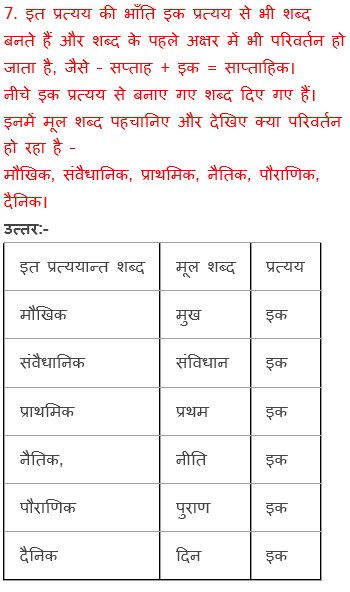 7. इत प्रत्यय की भाँति इक प्रत्यय से भी शब्द
बनते हैं और शब्द के पहले अक्षर में भी परिवर्तन हो
जाता है, जैसे - सप्ताह + इक = साप्ताहिक।
नीचे इक प्रत्यय से बनाए गए शब्द दिए गए हैं।
इनमें मूल शब्द पहचानिए और देखिए क्या परिवर्तन
हो रहा है -
मौखिक, संवैधानिक, प्राथमिक, नैतिक, पौराणिक,
दैनिक।
उत्तर:-
इत प्रत्ययान्त शब्द मूल शब्द प्रत्यय
मौखिक मुख इक
संवैधानिक संविधान इक
प्राथमिक प्रथम इक
नैतिक, नीति इक
पौराणिक पुराण इक
दैनिक दिन इक